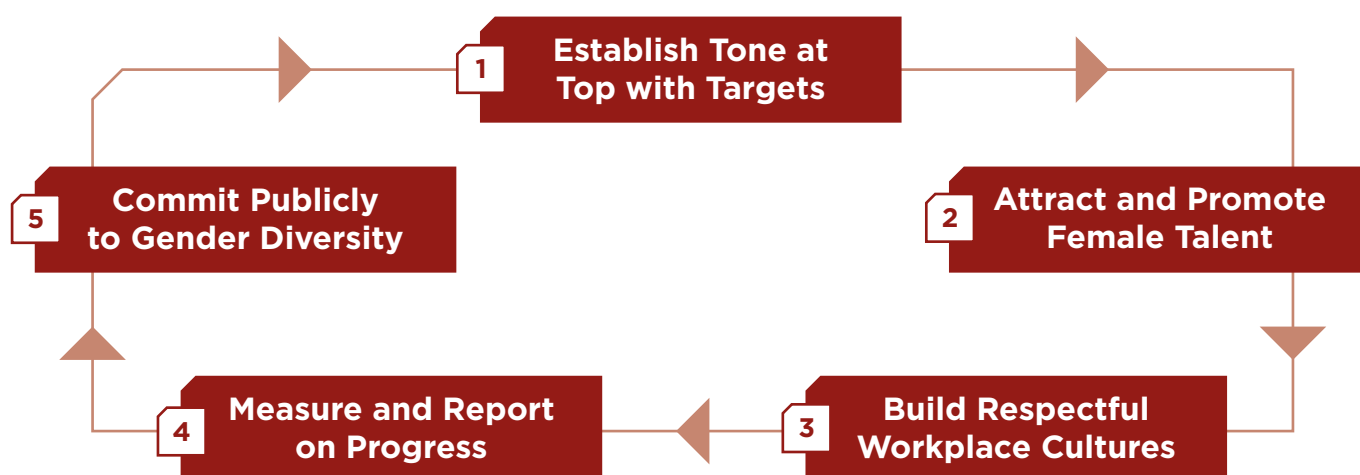 1
Establish Tone at
Top with Targets
2
Attract and Promote
Female Talent
3
Build Respectful
Workplace Cultures
4
Measure and Report
on Progress
5
Commit Publicly
to Gender Diversity